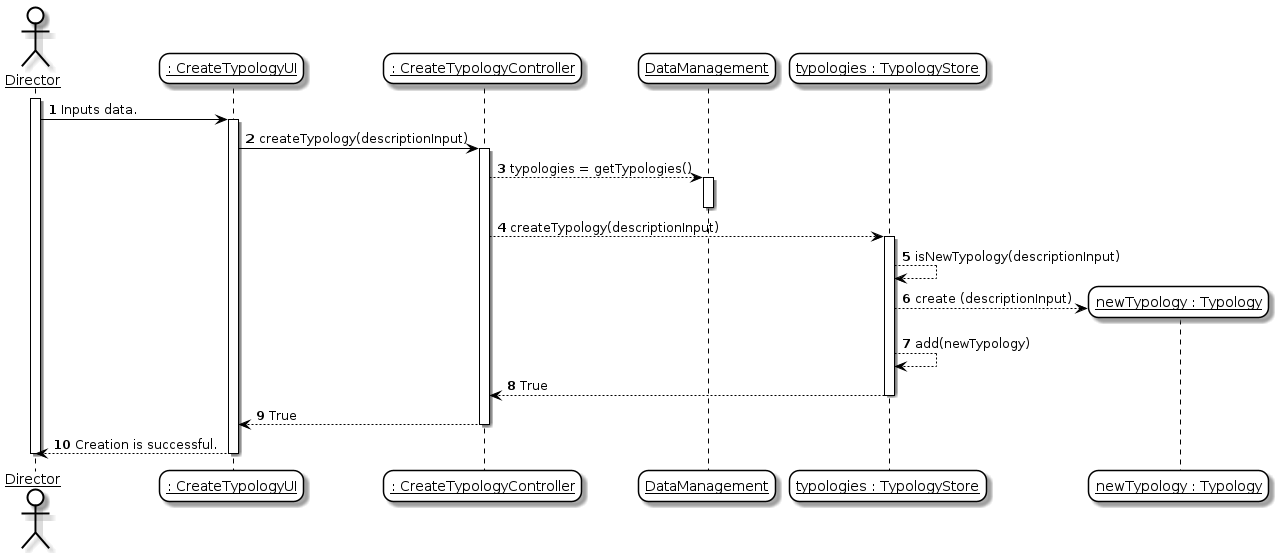 Director
: CreateTypologyUI
: CreateTypologyController
DataManagement
typologies : TypologyStore
1 Inputs data.
2 createTypology(descriptionInput)
3 typologies = getTypologies()
4 createTypology(descriptionInput)
5 isNewTypology(descriptionInput)
6 create (descriptionInput)
newTypology : Typology
7 add(newTypology)
8 True
9 True
10 Creation is successful.
Director
: CreateTypologyUI
: CreateTypologyController
DataManagement
typologies : TypologyStore
newTypology : Typology